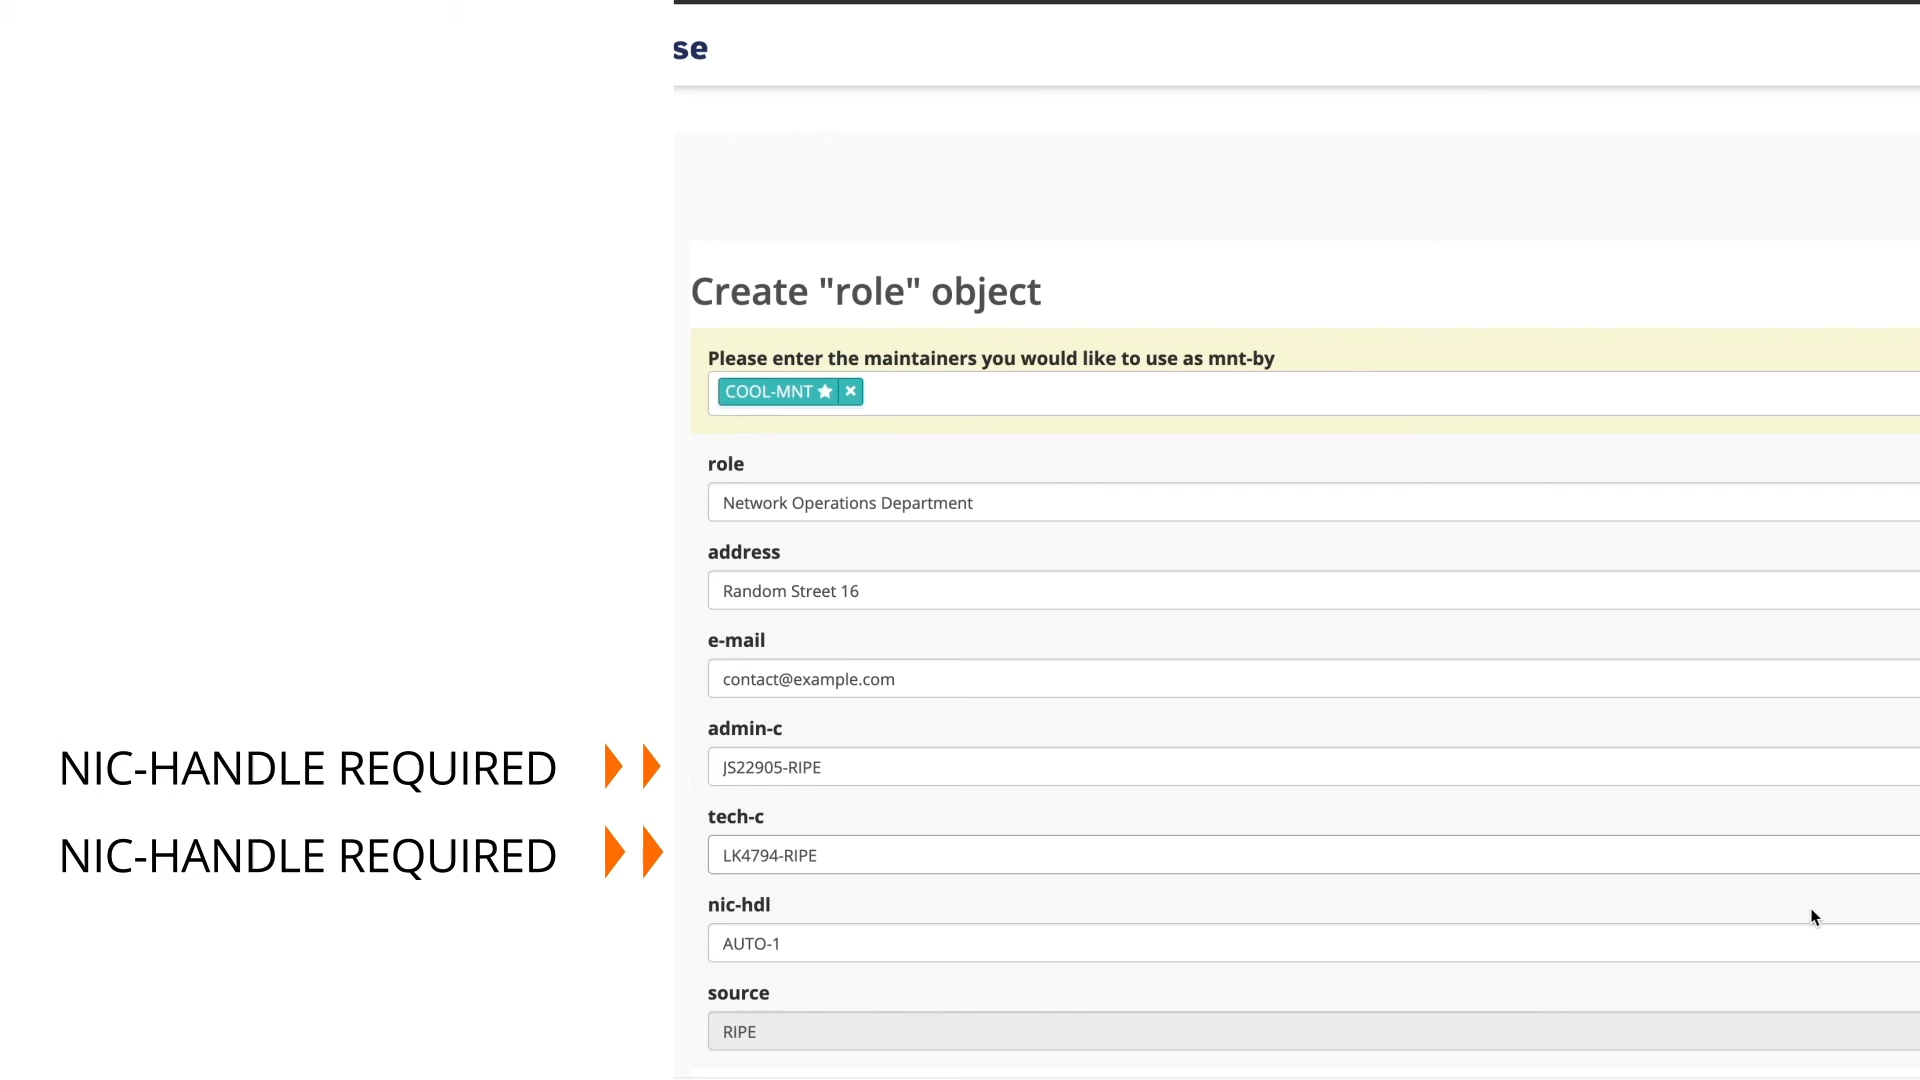 se
Create "role" object
Please enter the maintainers you would like to use as mnt-by
COOL-MNT
role
Network Operations Department
address
Random Street 16
e-mail
contact@example.com
admin-c
NIC-HANDLE REQUIRED
JS22905-RIPE
tech-c
NIC-HANDLE REQUIRED
LK4794-RIPE
nic-hdl
AUTO-1
source
RIPE